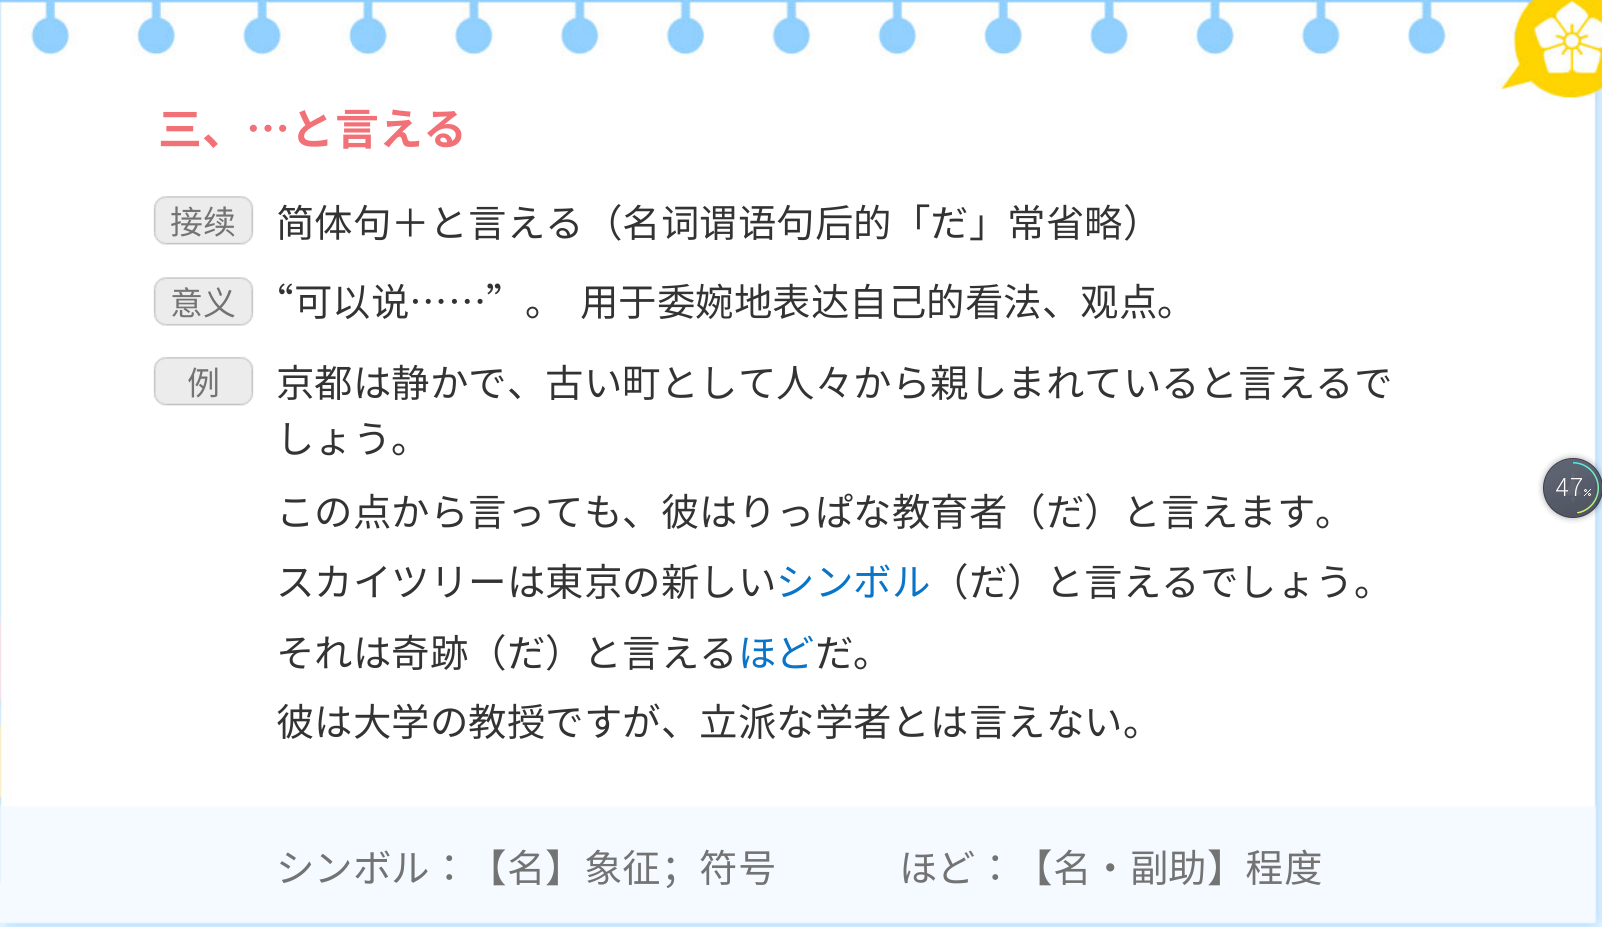 三、…と言える
接续 简体句＋と言える（名词谓语句后的「だ」常省略）
意义 “可以说……”。 用于委婉地表达自己的看法、观点。
例 京都は静かで、古い町として人々から親しまれていると言えるで
しょう。
この点から言っても、彼はりっぱな教育者（だ）と言えます。
スカイツリーは東京の新しいシンボル（だ）と言えるでしょう。
それは奇跡（だ）と言えるほどだ。
彼は大学の教授ですが、立派な学者とは言えない。
シンボル：【名】象征；符号 ほど：【名・副助】程度
47%